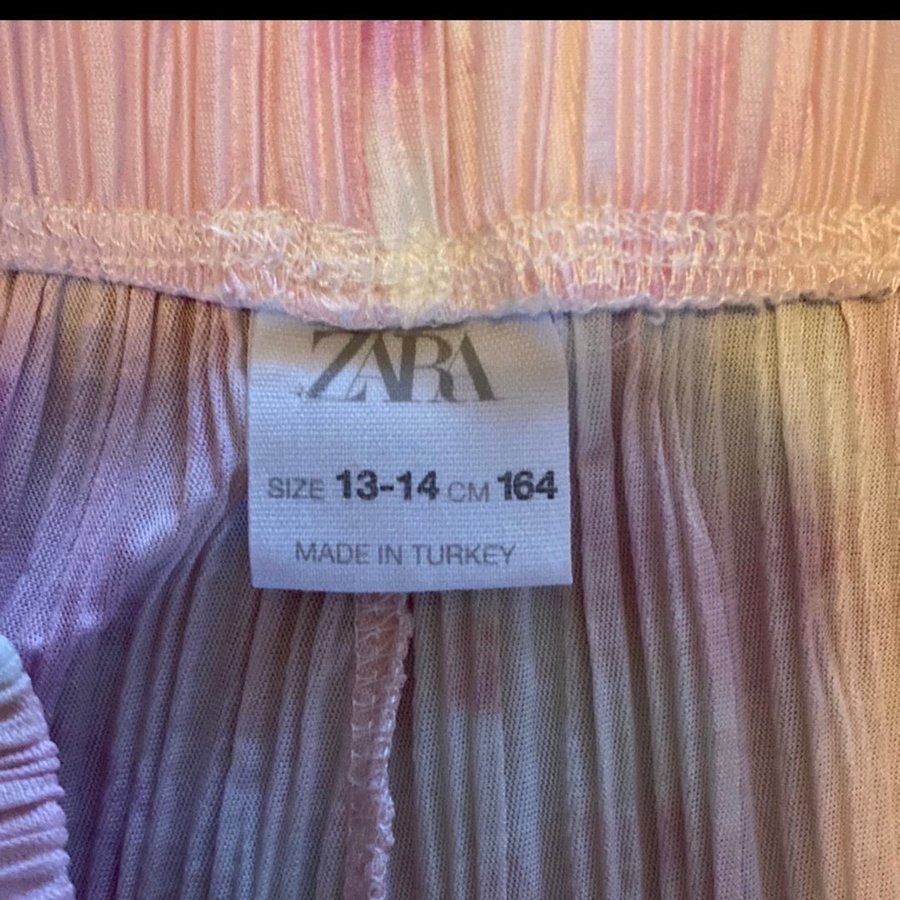 ZARA
SIZE 13-14 CM 164
MADE IN TURKEY